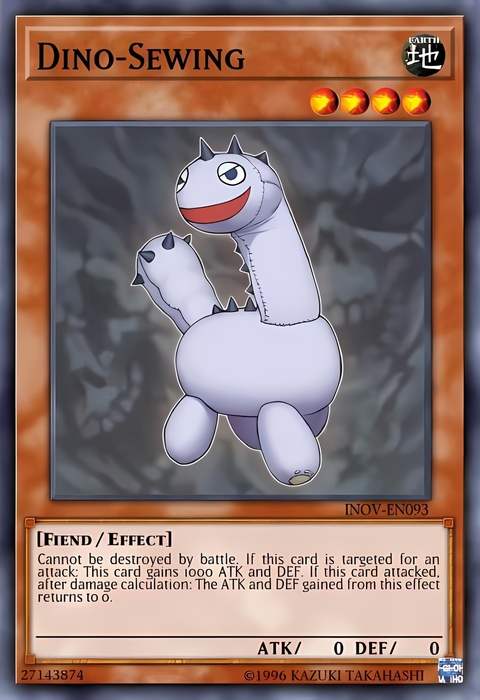 DINO-SEWING
EARTH
地
INOV-EN093
[FIEND / EFFECT]
Cannot be destroyed by battle. If this card is targeted for an
attack: This card gains 1000 ATK and DEF. If this card attacked,
after damage calculation: The ATK and DEF gained from this effect
returns to 0.
ATK/ 0 DEF/ 0
27143874 ©1996 KAZUKI TAKAHASHI